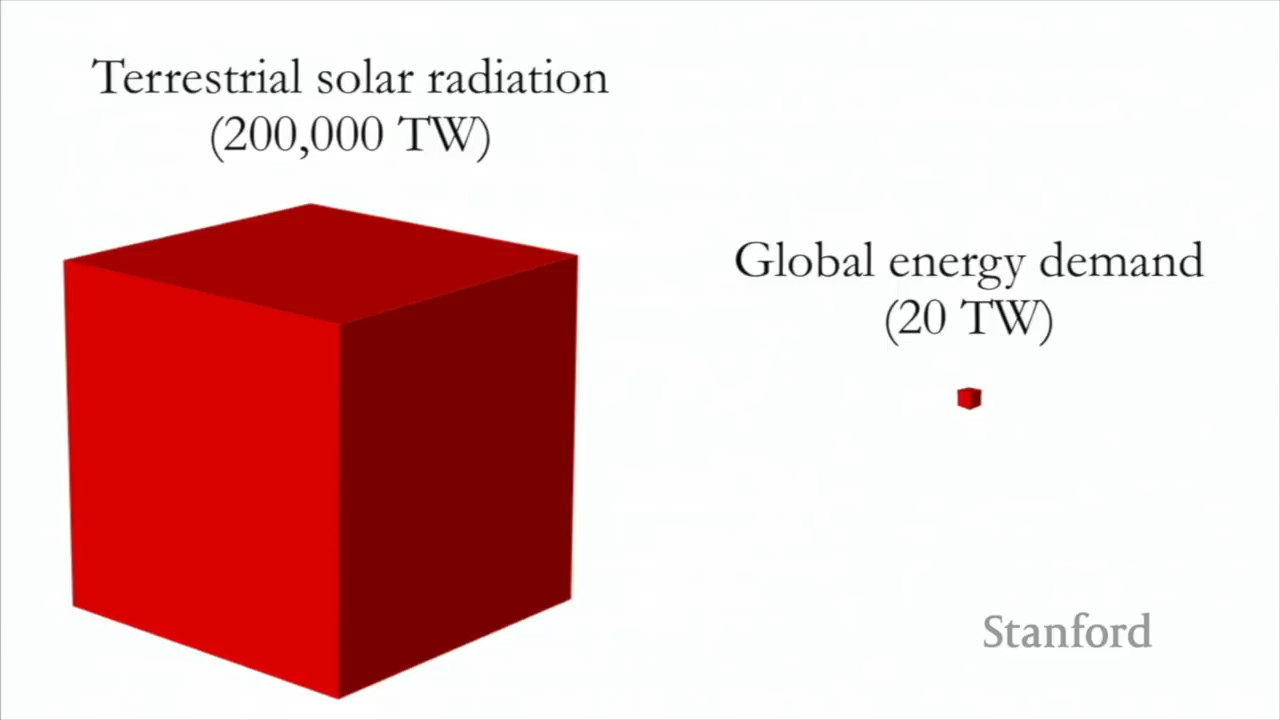 Terrestrial solar radiation
(200,000 TW)
Global energy demand
(20 TW)
Stanford